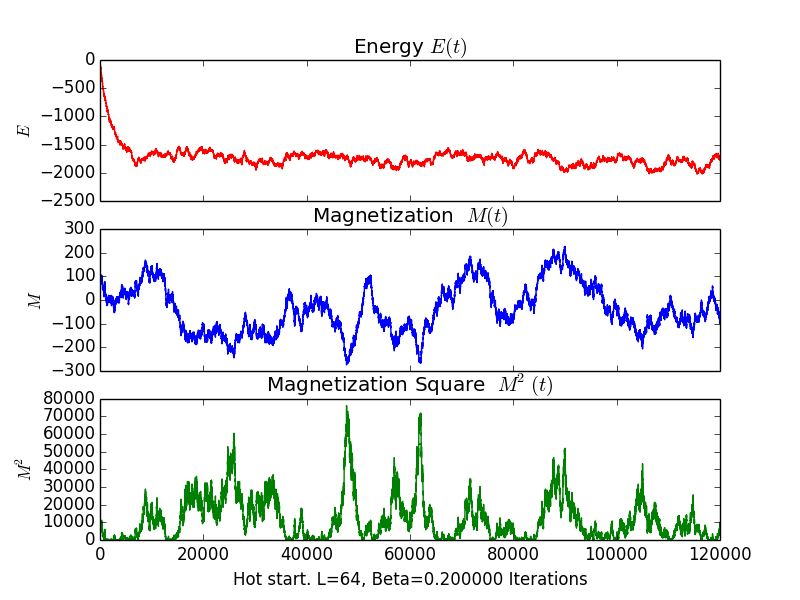 Energy E(t)
0
−500
−1000
−1500
−2000
−2500
E
Magnetization M(t)
300
200
100
0
−100
−200
−300
M
Magnetization Square M² (t)
80000
70000
60000
50000
40000
30000
20000
10000
0
M²
0 20000 40000 60000 80000 100000 120000
Hot start. L=64, Beta=0.200000 Iterations